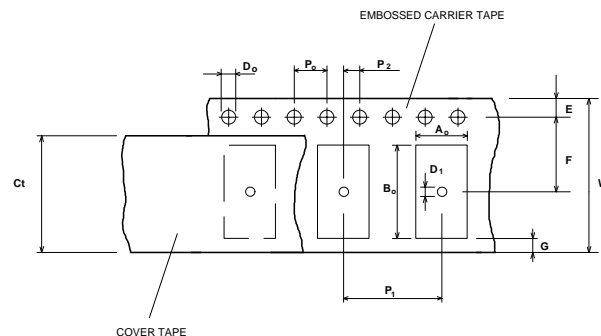 EMBOSSED CARRIER TAPE
Do
Po
P2
E
Ao
F
Ct
D1
Bo
W
G
P1
COVER TAPE